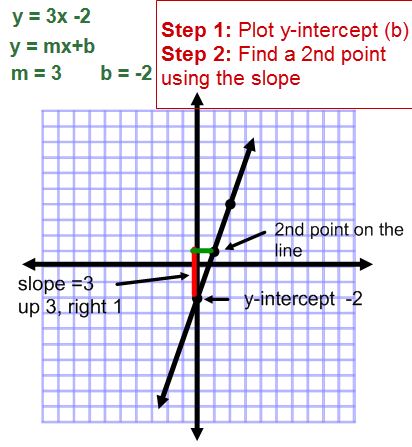 y = 3x -2
y = mx+b
m = 3 b = -2
Step 1: Plot y-intercept (b)
Step 2: Find a 2nd point
using the slope
2nd point on the
line
slope =3
up 3, right 1
y-intercept -2